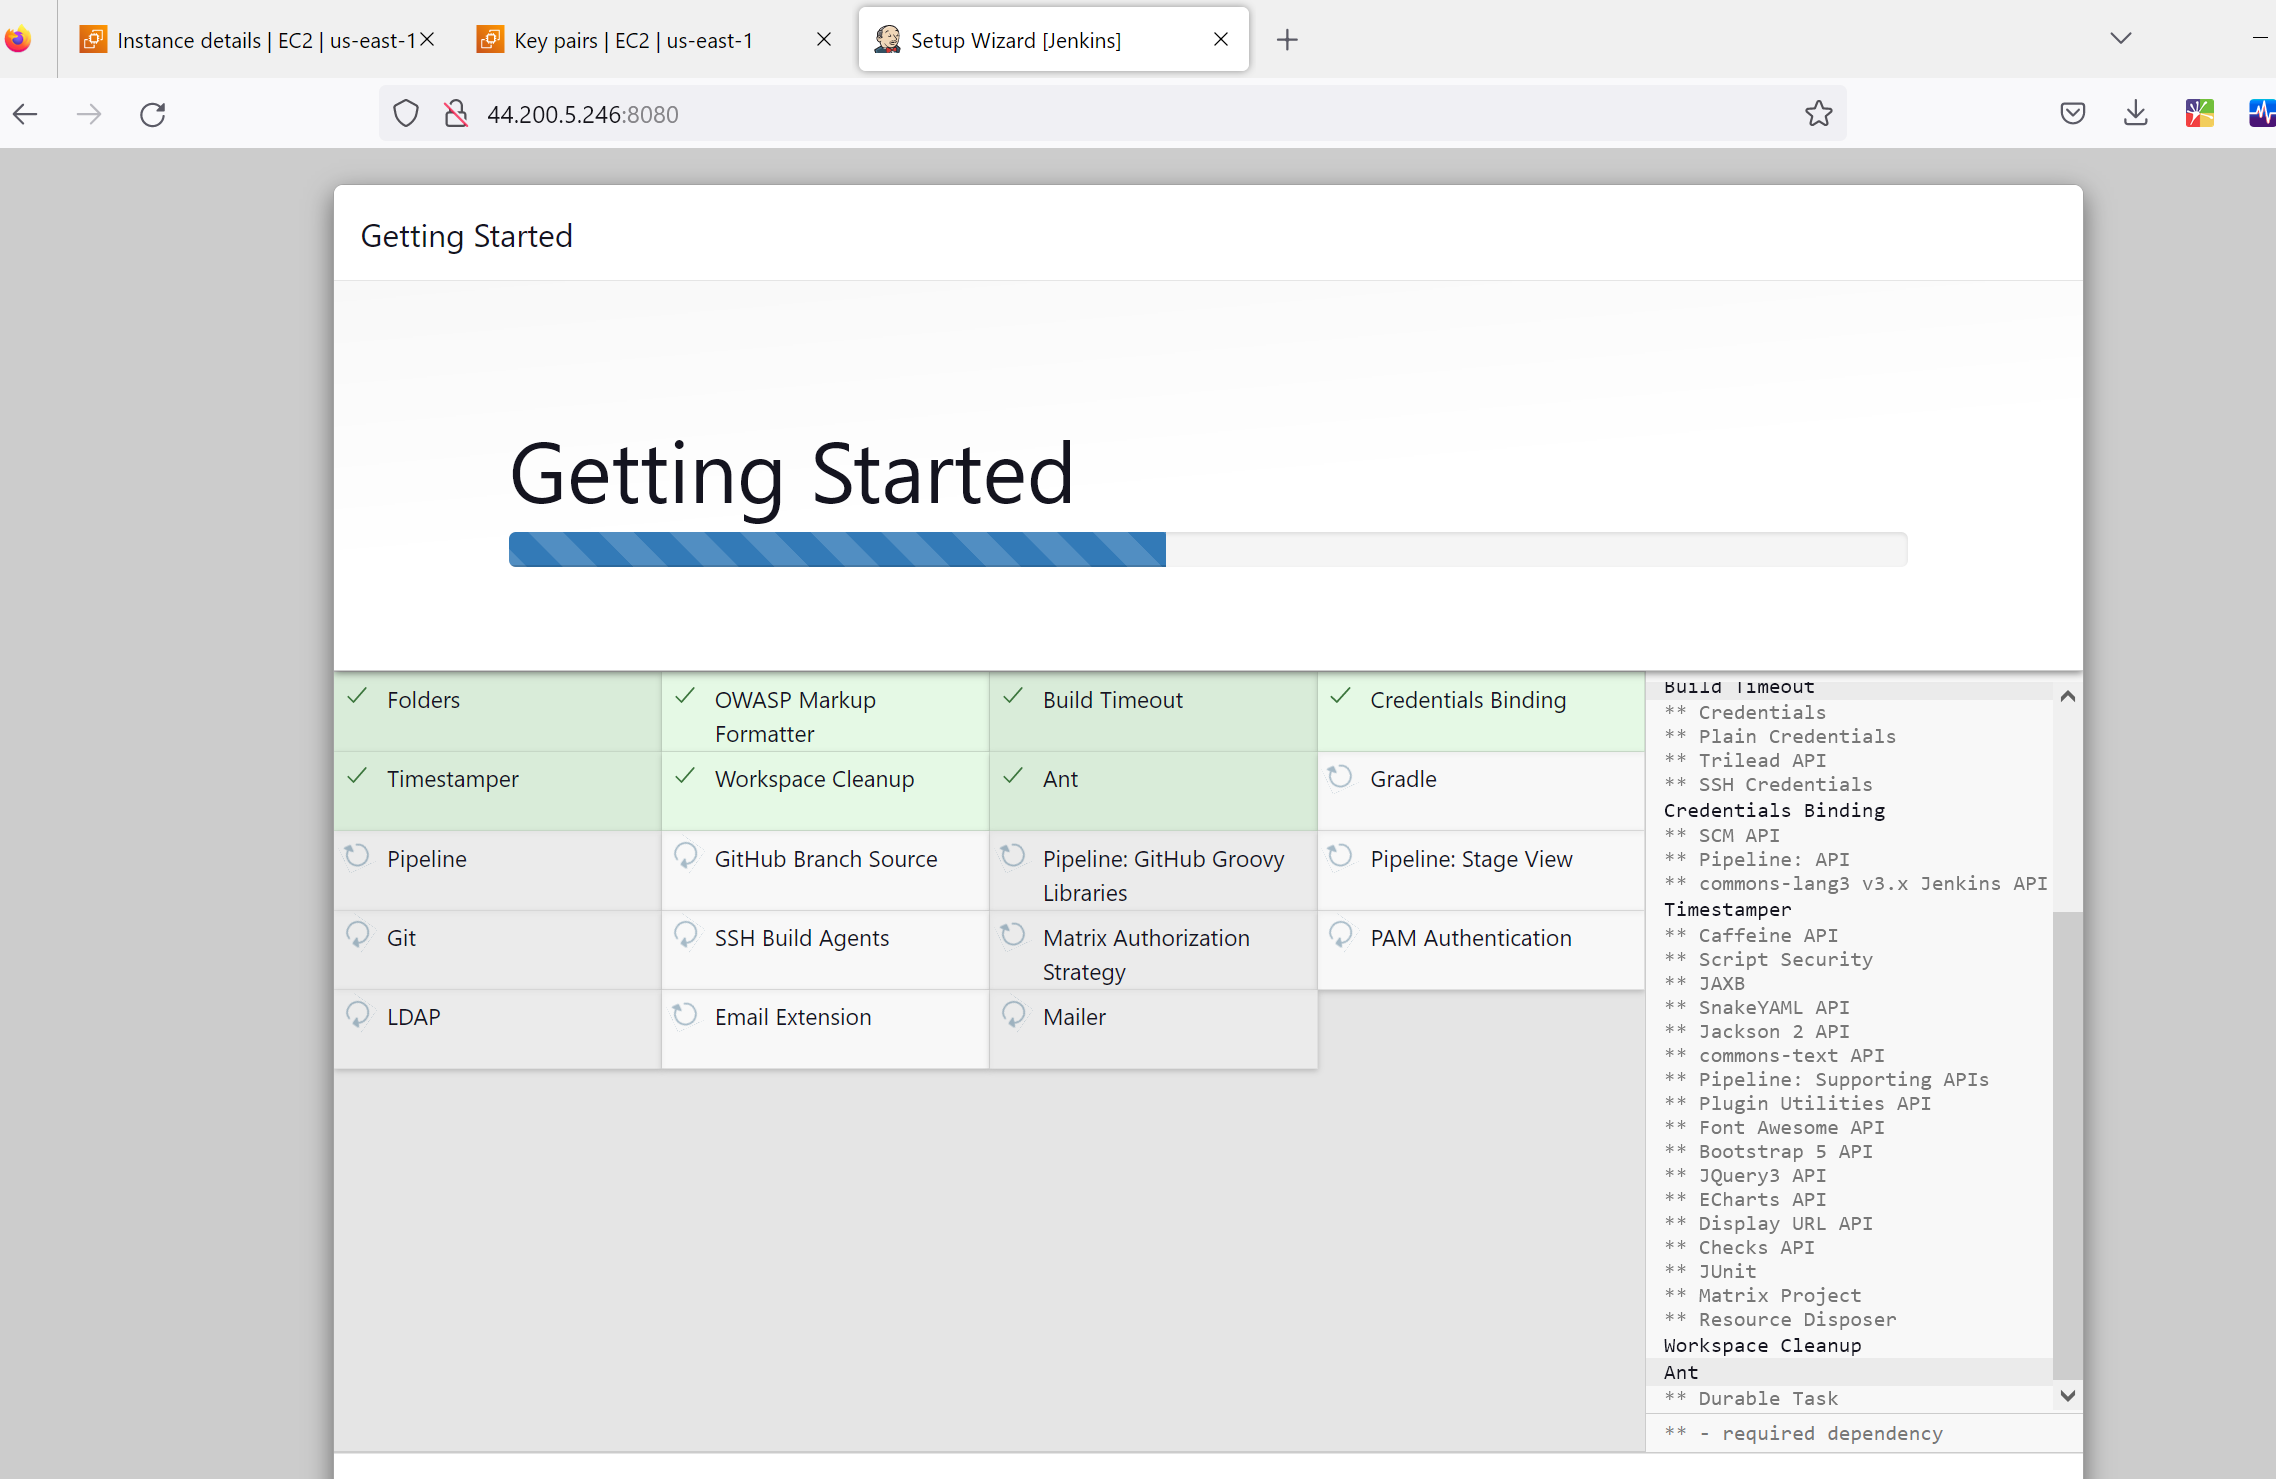 Instance details | EC2 | us-east-1
Key pairs | EC2 | us-east-1
Setup Wizard [Jenkins]
44.200.5.246:8080
Getting Started
Getting Started
Folders
OWASP Markup
Formatter
Build Timeout
Credentials Binding
Timestamper
Workspace Cleanup
Ant
Gradle
Pipeline
GitHub Branch Source
Pipeline: GitHub Groovy
Libraries
Pipeline: Stage View
Git
SSH Build Agents
Matrix Authorization
Strategy
PAM Authentication
LDAP
Email Extension
Mailer
Build Timeout
** Credentials
** Plain Credentials
** Trilead API
** SSH Credentials
Credentials Binding
** SCM API
** Pipeline: API
** commons-lang3 v3.x Jenkins API
Timestamper
** Caffeine API
** Script Security
** JAXB
** SnakeYAML API
** Jackson 2 API
** commons-text API
** Pipeline: Supporting APIs
** Plugin Utilities API
** Font Awesome API
** Bootstrap 5 API
** JQuery3 API
** ECharts API
** Display URL API
** Checks API
** JUnit
** Matrix Project
** Resource Disposer
Workspace Cleanup
Ant
** Durable Task
** - required dependency